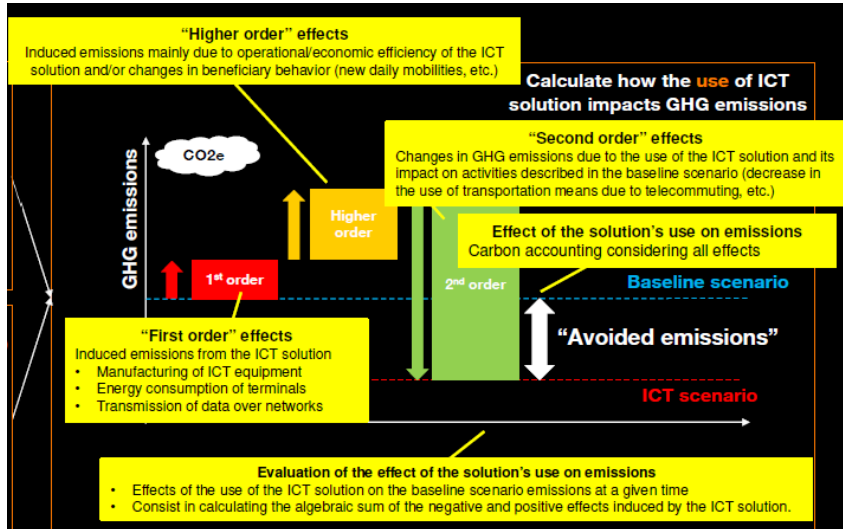 “Higher order” effects
Induced emissions mainly due to operational/economic efficiency of the ICT
solution and/or changes in beneficiary behavior (new daily mobilities, etc.)
Calculate how the use of ICT
solution impacts GHG emissions
CO2e
“Second order” effects
Changes in GHG emissions due to the use of the ICT solution and its
impact on activities described in the baseline scenario (decrease in
the use of transportation means due to telecommuting, etc.)
GHG emissions
Higher
order
Effect of the solution’s use on emissions
Carbon accounting considering all effects
1st order
2nd order
Baseline scenario
“First order” effects
Induced emissions from the ICT solution
• Manufacturing of ICT equipment
• Energy consumption of terminals
• Transmission of data over networks
“Avoided emissions”
ICT scenario
Evaluation of the effect of the solution’s use on emissions
• Effects of the use of the ICT solution on the baseline scenario emissions at a given time
• Consist in calculating the algebraic sum of the negative and positive effects induced by the ICT solution.